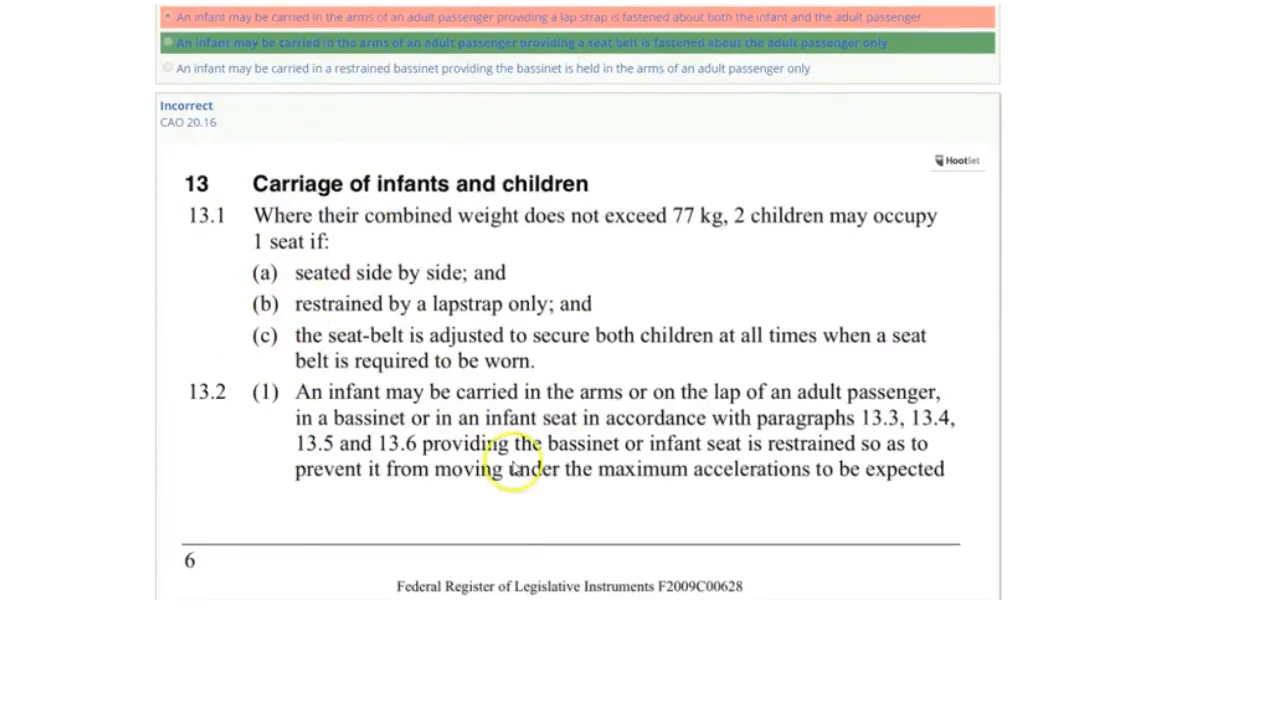 An infant may be carried in the arms of an adult passenger providing a lap strap is fastened about both the infant and the adult passenger
An infant may be carried in the arms of an adult passenger providing a seat belt is fastened about the adult passenger only
An infant may be carried in a restrained bassinet providing the bassinet is held in the arms of an adult passenger only
Incorrect
CAO 20.16
Hootlet
13 Carriage of infants and children
13.1 Where their combined weight does not exceed 77 kg, 2 children may occupy
1 seat if:
(a) seated side by side; and
(b) restrained by a lapstrap only; and
(c) the seat-belt is adjusted to secure both children at all times when a seat
belt is required to be worn.
13.2 (1) An infant may be carried in the arms or on the lap of an adult passenger,
in a bassinet or in an infant seat in accordance with paragraphs 13.3, 13.4,
13.5 and 13.6 providing the bassinet or infant seat is restrained so as to
prevent it from moving under the maximum accelerations to be expected
6
Federal Register of Legislative Instruments F2009C00628